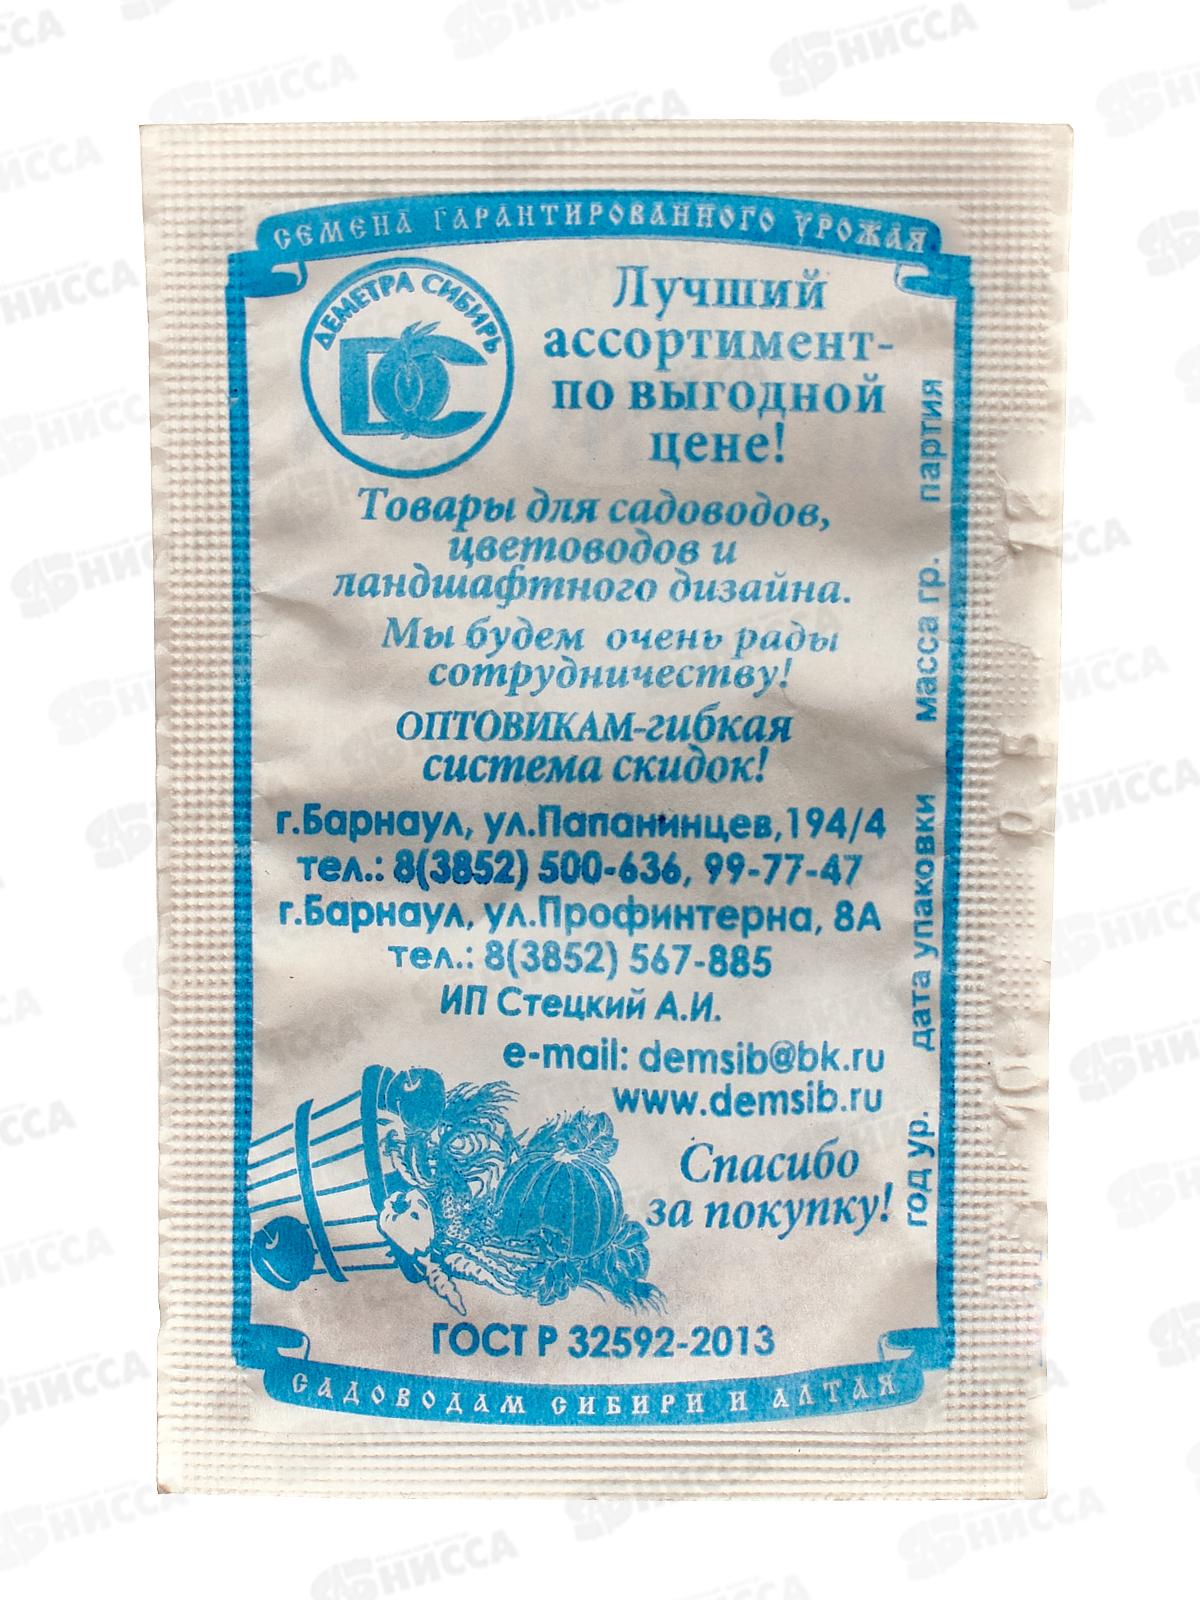 СЕМЕНА ГАРАНТИРОВАННОГО УРОЖАЯ
ДЕМЕТРА СИБИРЬ
ДС
Лучший
ассортимент-
по выгодной
цене!
Товары для садоводов,
цветоводов и
ландшафтного дизайна.
Мы будем очень рады
сотрудничеству!
ОПТОВИКАМ-гибкая
система скидок!
г.Барнаул, ул.Папанинцев,194/4
тел.: 8(3852) 500-636, 99-77-47
г.Барнаул, ул.Профинтерна, 8А
тел.: 8(3852) 567-885
ИП Стецкий А.И.
e-mail: demsib@bk.ru
www.demsib.ru
Спасибо
за покупку!
ГОСТ Р 32592-2013
САДОВОДАМ СИБИРИ И АЛТАЯ
год ур. дата упаковки масса гр. партия
НИССА